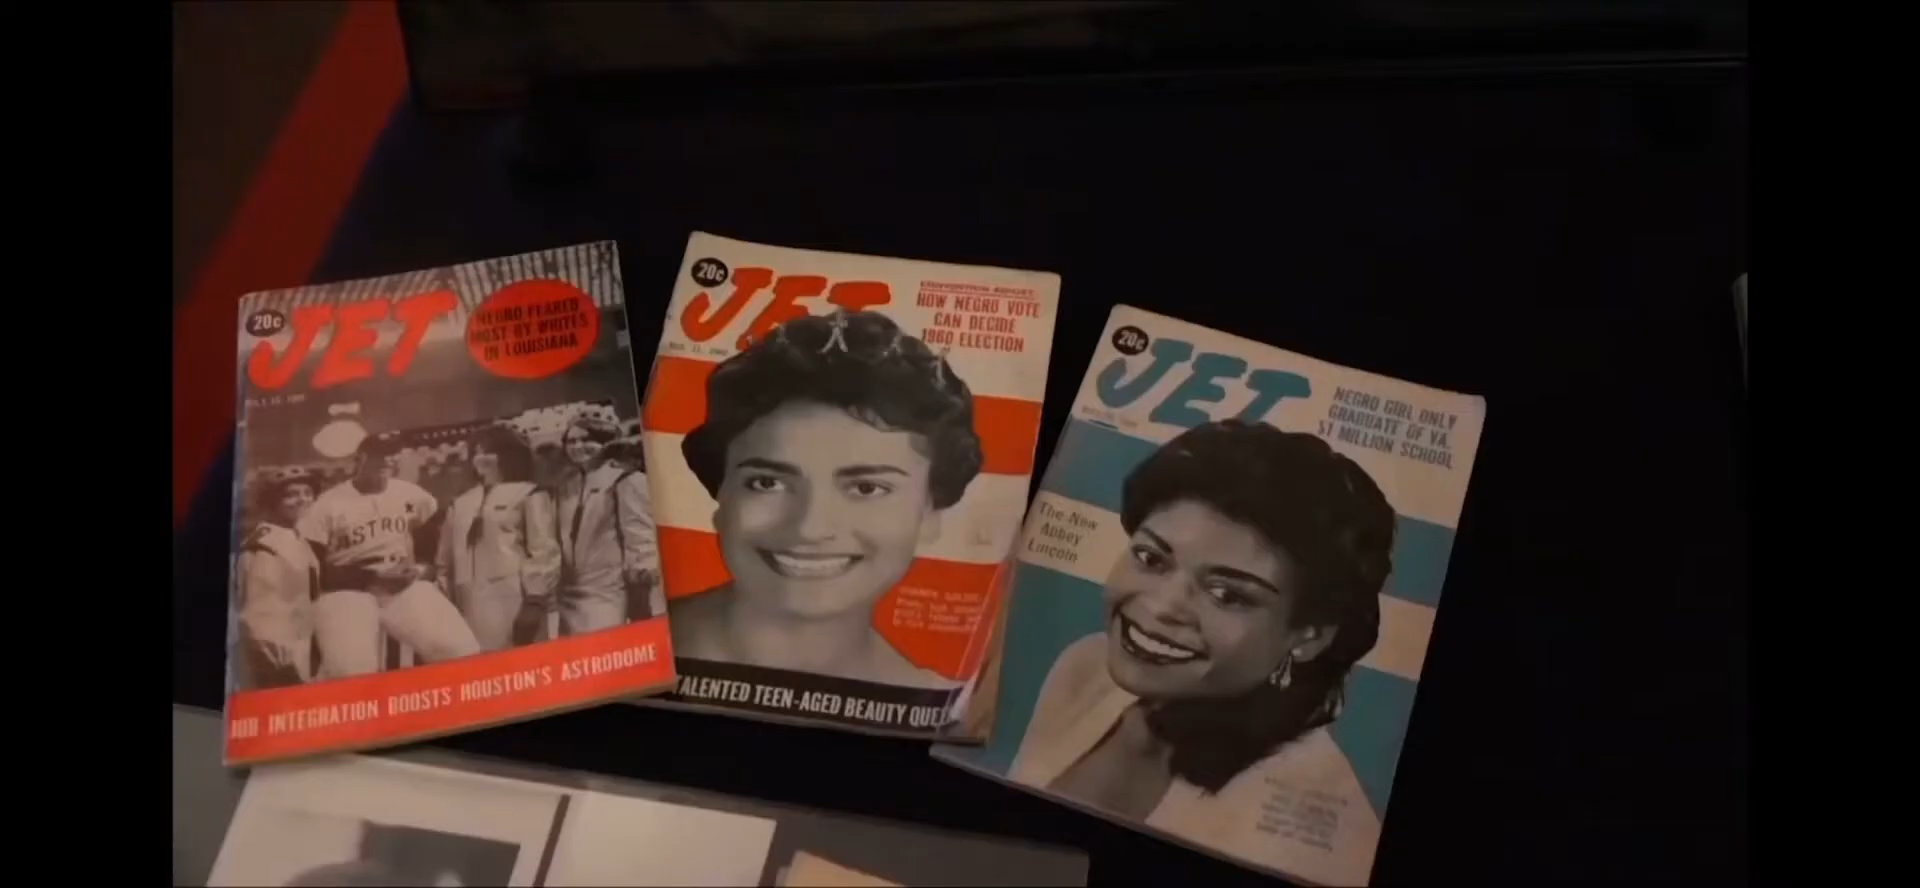 20c
JET
NEGRO FEARED
MOST BY WHITES
IN LOUISIANA
ASTRO
JOB INTEGRATION BOOSTS HOUSTON'S ASTRODOME
20c
JET
HOW NEGRO VOTE
CAN DECIDE
1960 ELECTION
TALENTED TEEN-AGED BEAUTY QUEE
20c
JET
NEGRO GIRL ONLY
GRADUATE OF VA.
$1 MILLION SCHOOL
The New
Abbey
Lincoln